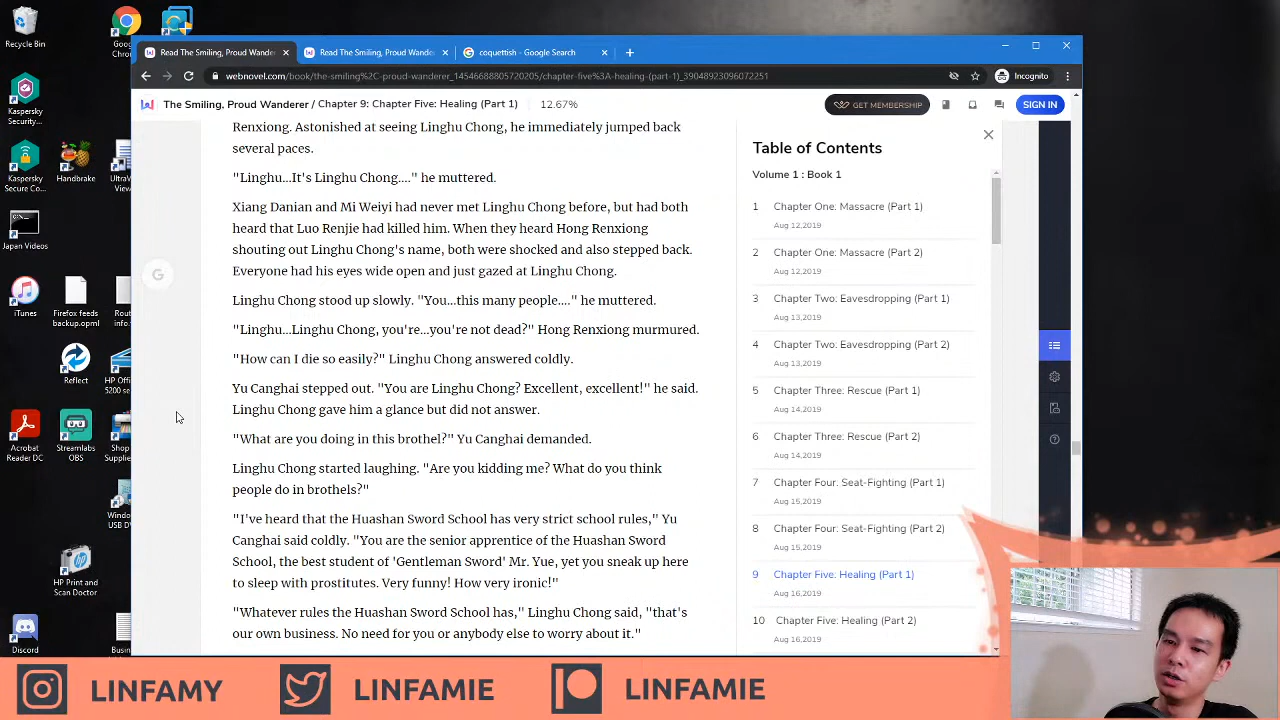 Recycle Bin
Goo
Chro
Read The Smiling, Proud Wande
Read The Smiling, Proud Wande
coquettish - Google Search
webnovel.com/book/the-smiling%2C-proud-wanderer_14546688805720205/chapter-five%3A-healing-(part-1)_39048923096072251
Incognito
The Smiling, Proud Wanderer / Chapter 9: Chapter Five: Healing (Part 1)
12.67%
GET MEMBERSHIP
SIGN IN
Kaspersky
Security...
Kaspersky
Secure Co...
Handbrake
UltraV
View
Japan Videos
iTunes
Firefox feeds
backup.opml
Route
info.
Reflect
HP Offi
5200 se
Acrobat
Reader DC
Streamlabs
OBS
Shop
Supplie
Window
USB DV
HP Print and
Scan Doctor
Discord
Docume
Renxiong. Astonished at seeing Linghu Chong, he immediately jumped back
several paces.
"Linghu...It's Linghu Chong...." he muttered.
Xiang Danian and Mi Weiyi had never met Linghu Chong before, but had both
heard that Luo Renjie had killed him. When they heard Hong Renxiong
shouting out Linghu Chong's name, both were shocked and also stepped back.
Everyone had his eyes wide open and just gazed at Linghu Chong.
Linghu Chong stood up slowly. "You...this many people...." he muttered.
"Linghu...Linghu Chong, you're...you're not dead?" Hong Renxiong murmured.
"How can I die so easily?" Linghu Chong answered coldly.
Yu Canghai stepped out. "You are Linghu Chong? Excellent, excellent!" he said.
Linghu Chong gave him a glance but did not answer.
"What are you doing in this brothel?" Yu Canghai demanded.
Linghu Chong started laughing. "Are you kidding me? What do you think
people do in brothels?"
"I've heard that the Huashan Sword School has very strict school rules," Yu
Canghai said coldly. "You are the senior apprentice of the Huashan Sword
School, the best student of 'Gentleman Sword' Mr. Yue, yet you sneak up here
to sleep with prostitutes. Very funny! How very ironic!"
"Whatever rules the Huashan Sword School has," Linghu Chong said, "that's
our own business. No need for you or anybody else to worry about it."
Table of Contents
Volume 1 : Book 1
1 Chapter One: Massacre (Part 1)
Aug 12,2019
2 Chapter One: Massacre (Part 2)
Aug 12,2019
3 Chapter Two: Eavesdropping (Part 1)
Aug 13,2019
4 Chapter Two: Eavesdropping (Part 2)
Aug 13,2019
5 Chapter Three: Rescue (Part 1)
Aug 14,2019
6 Chapter Three: Rescue (Part 2)
Aug 14,2019
7 Chapter Four: Seat-Fighting (Part 1)
Aug 15,2019
8 Chapter Four: Seat-Fighting (Part 2)
Aug 15,2019
9 Chapter Five: Healing (Part 1)
Aug 16,2019
10 Chapter Five: Healing (Part 2)
Aug 16,2019
LINFAMY
LINFAMIE
LINFAMIE